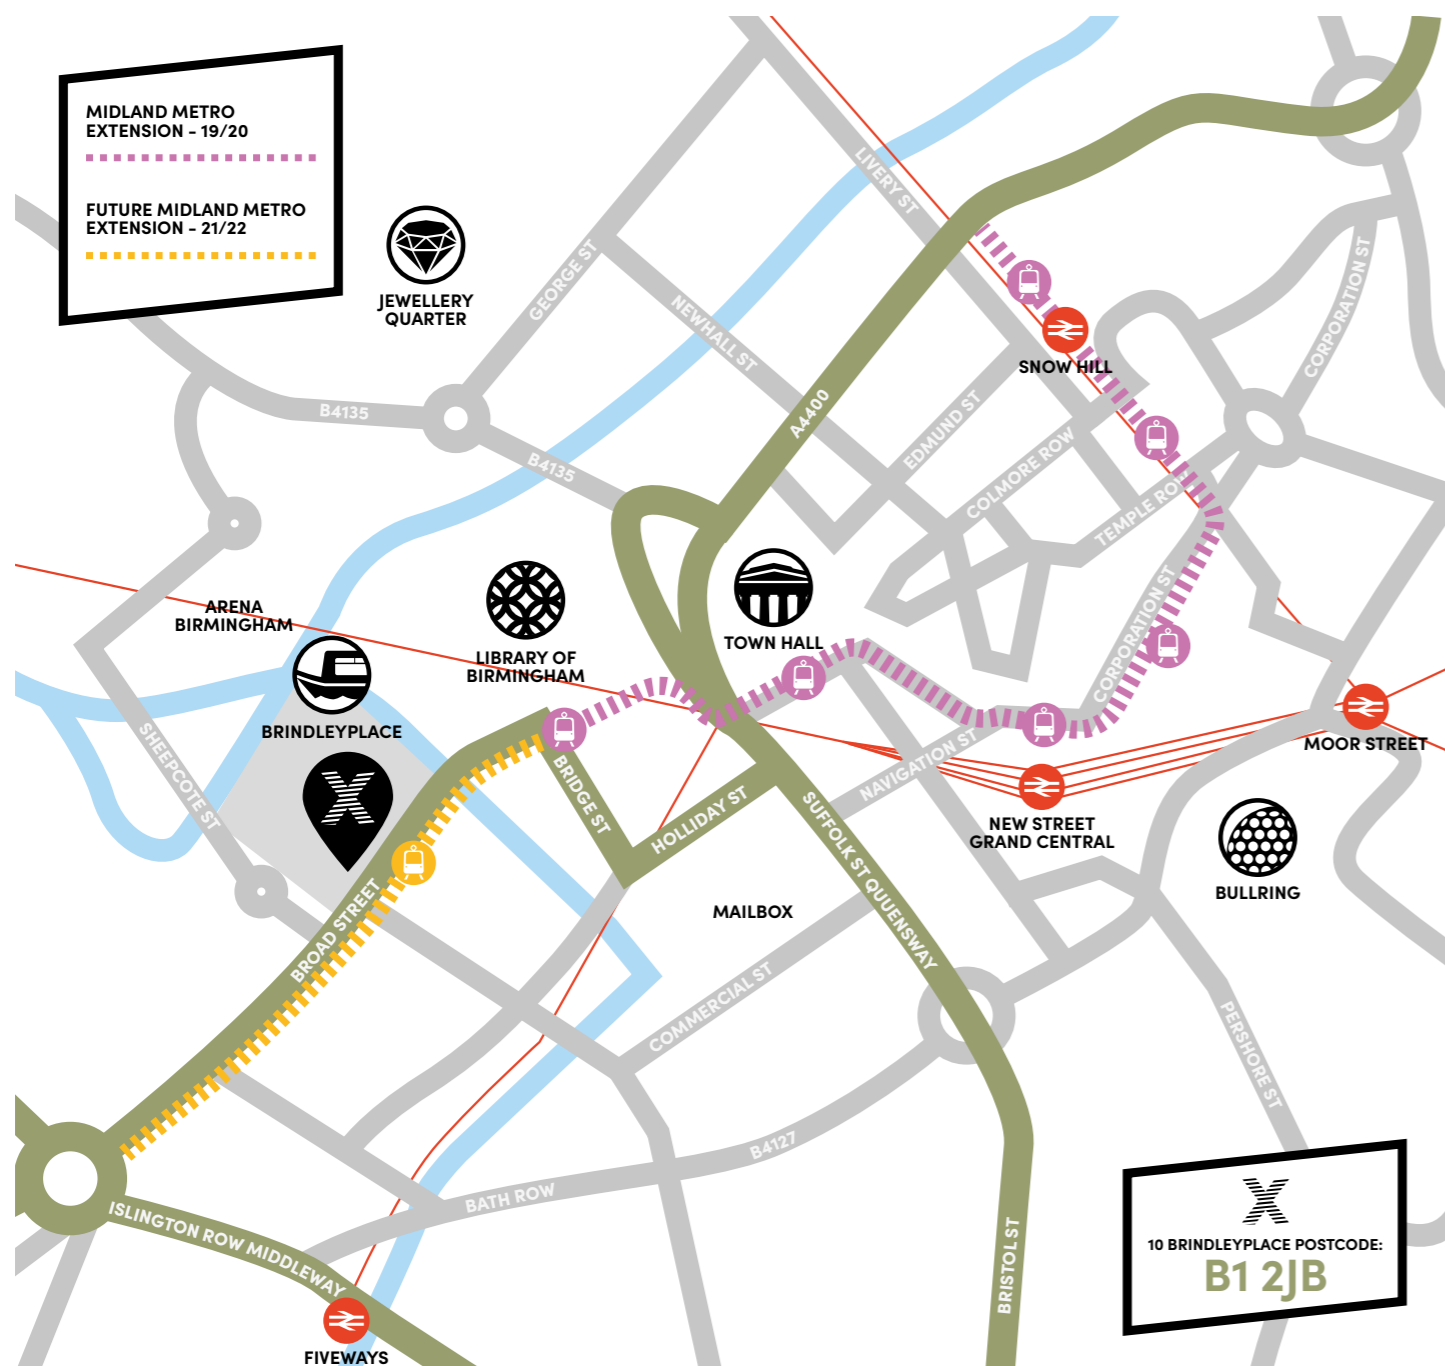 MIDLAND METRO
EXTENSION - 19/20
FUTURE MIDLAND METRO
EXTENSION - 21/22
JEWELLERY
QUARTER
GEORGE ST
NEWHALL ST
LIVERY ST
CORPORATION ST
SNOW HILL
B4135
A4400
EDMUND ST
COLMORE ROW
B4135
TEMPLE ROW
ARENA
BIRMINGHAM
LIBRARY OF
BIRMINGHAM
TOWN HALL
CORPORATION ST
BRINDLEYPLACE
SHEEPCOTE ST
X
BRIDGE ST
HOLLIDAY ST
NAVIGATION ST
MOOR STREET
NEW STREET
GRAND CENTRAL
BULLRING
SUFFOLK ST QUUENSWAY
BROAD STREET
MAILBOX
COMMERCIAL ST
PERSHORE ST
B4127
BATH ROW
ISLINGTON ROW MIDDLEWAY
BRISTOL ST
FIVEWAYS
X
10 BRINDLEYPLACE POSTCODE:
B1 2JB